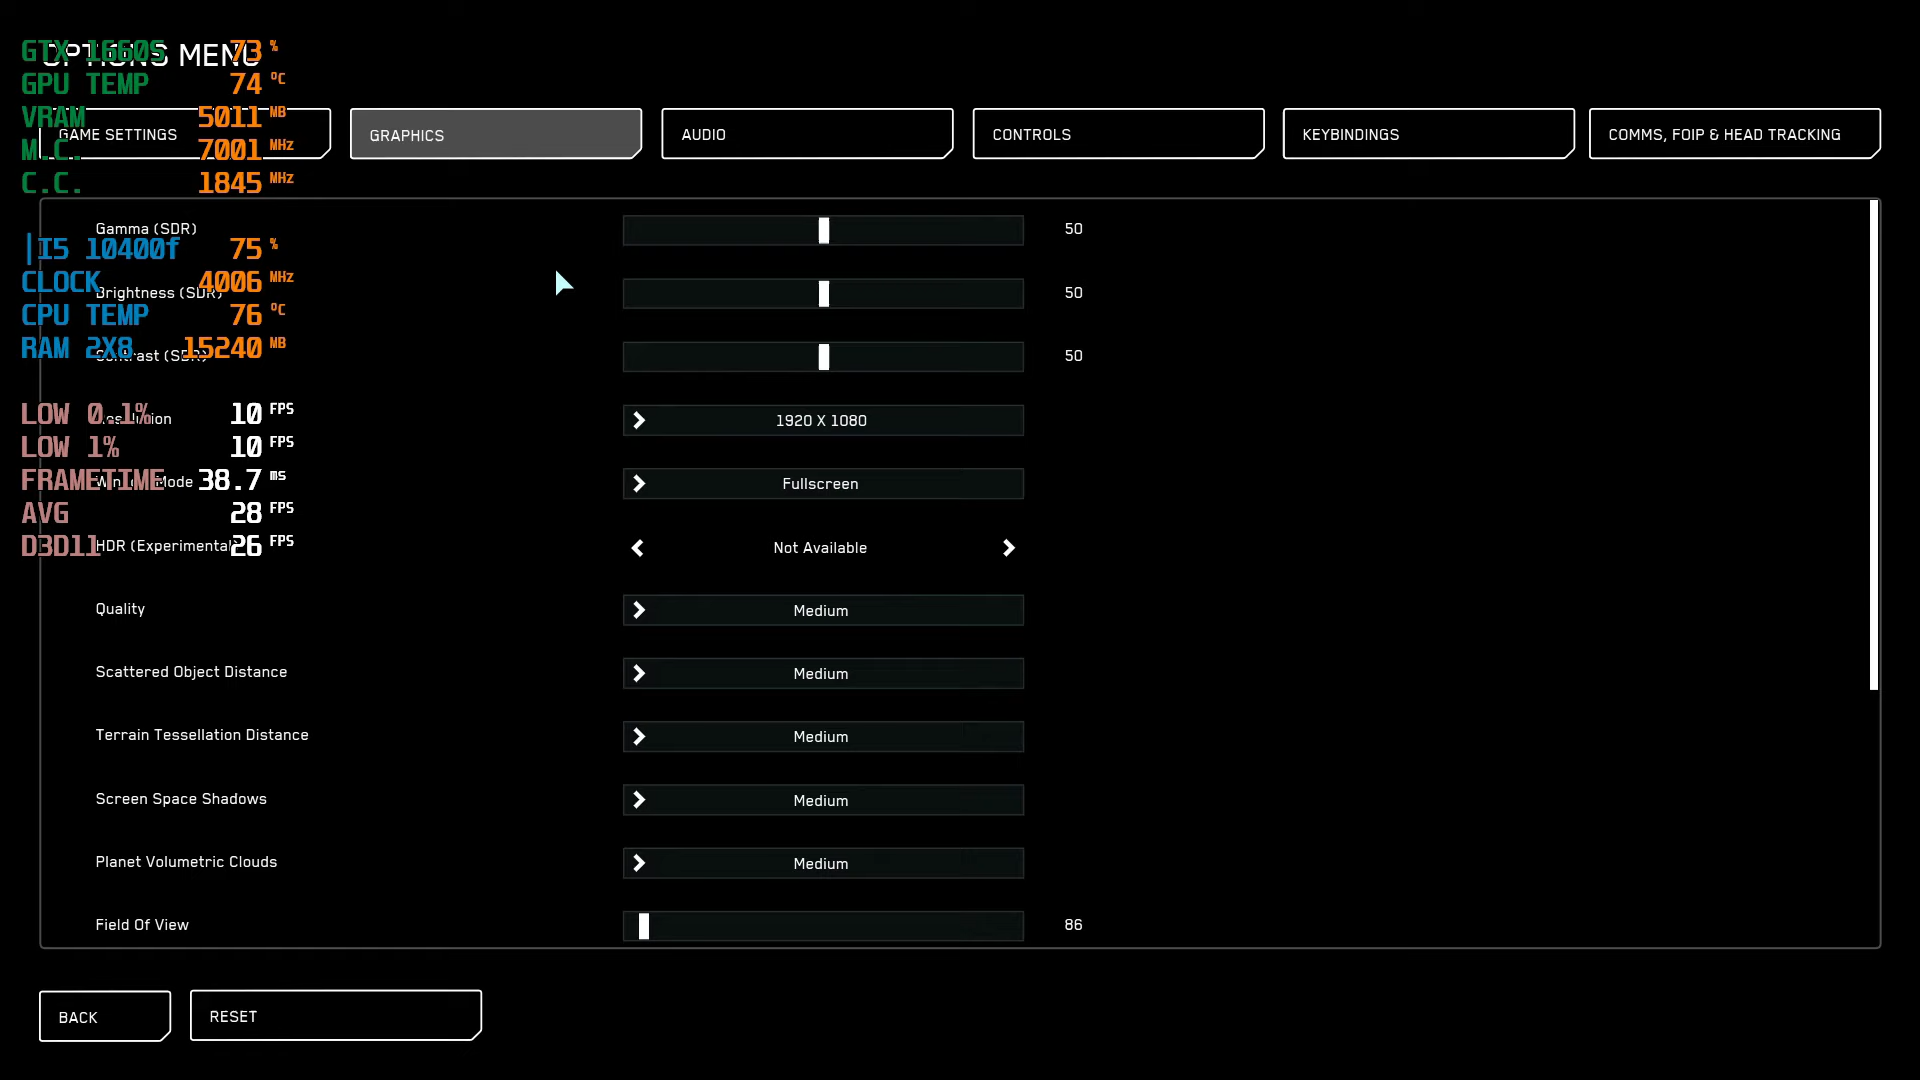 OPTIONS MENU
GTX 1660S 73 %
GPU TEMP 74 °C
VRAM 5011 MB
M.C. 7001 MHz
C.C. 1845 MHz
GAME SETTINGS
GRAPHICS
AUDIO
CONTROLS
KEYBINDINGS
COMMS, FOIP & HEAD TRACKING
|I5 10400f 75 %
CLOCK 4006 MHz
CPU TEMP 76 °C
RAM 2X8 15240 MB
LOW 0.1% 10 FPS
LOW 1% 10 FPS
FRAMETIME 38.7 ms
AVG 28 FPS
D3D11 26 FPS
Gamma (SDR) 50
Brightness (SDR) 50
Contrast (SDR) 50
Resolution 1920 X 1080
Window Mode Fullscreen
HDR (Experimental) Not Available
Quality Medium
Scattered Object Distance Medium
Terrain Tessellation Distance Medium
Screen Space Shadows Medium
Planet Volumetric Clouds Medium
Field Of View 86
BACK
RESET